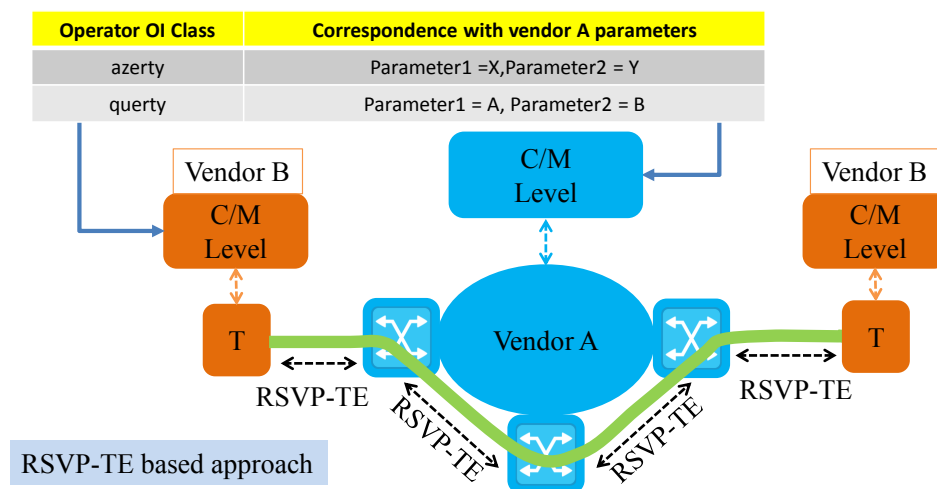 Operator OI Class
Correspondence with vendor A parameters
azerty
Parameter1 =X,Parameter2 = Y
querty
Parameter1 = A, Parameter2 = B
Vendor B
C/M
Level
C/M
Level
Vendor B
C/M
Level
T
Vendor A
T
RSVP-TE
RSVP-TE
RSVP-TE
RSVP-TE
RSVP-TE based approach